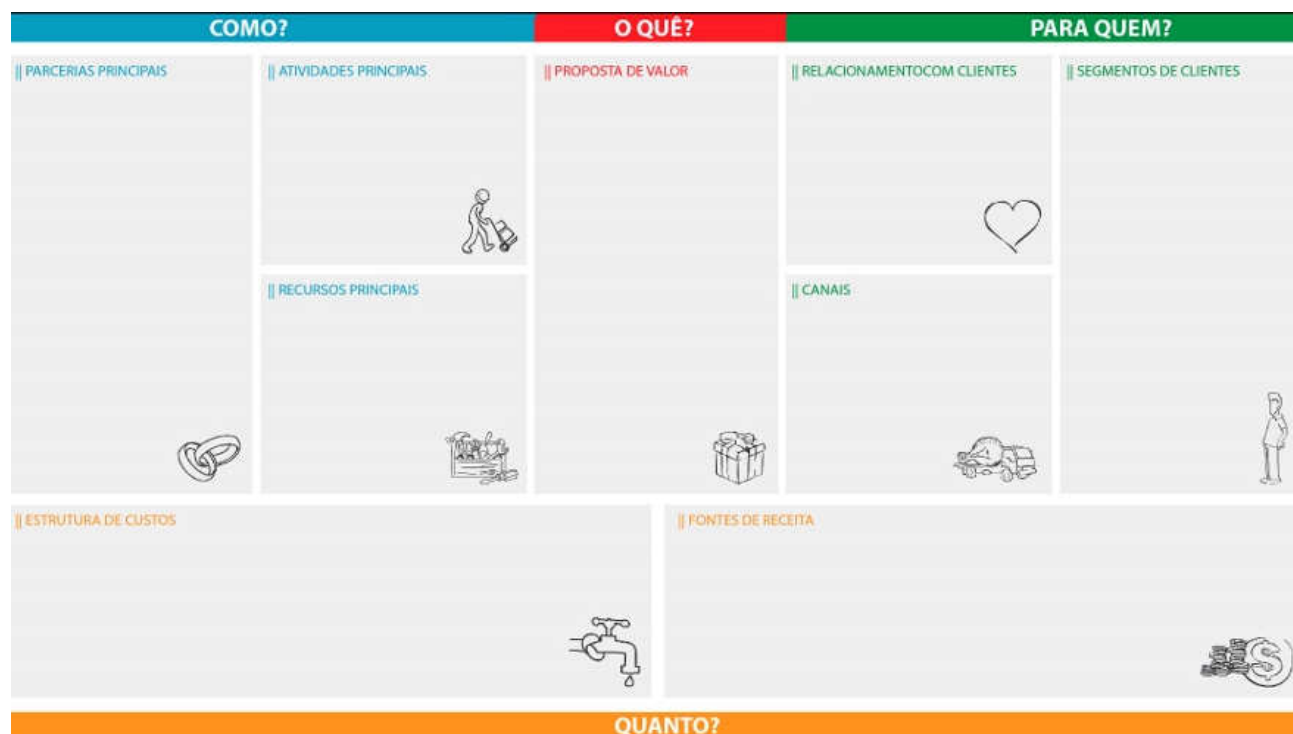 COMO?
O QUÊ?
PARA QUEM?
|| PARCERIAS PRINCIPAIS
|| ATIVIDADES PRINCIPAIS
|| PROPOSTA DE VALOR
|| RELACIONAMENTOCOM CLIENTES
|| SEGMENTOS DE CLIENTES
|| RECURSOS PRINCIPAIS
|| CANAIS
|| ESTRUTURA DE CUSTOS
|| FONTES DE RECEITA
$
QUANTO?